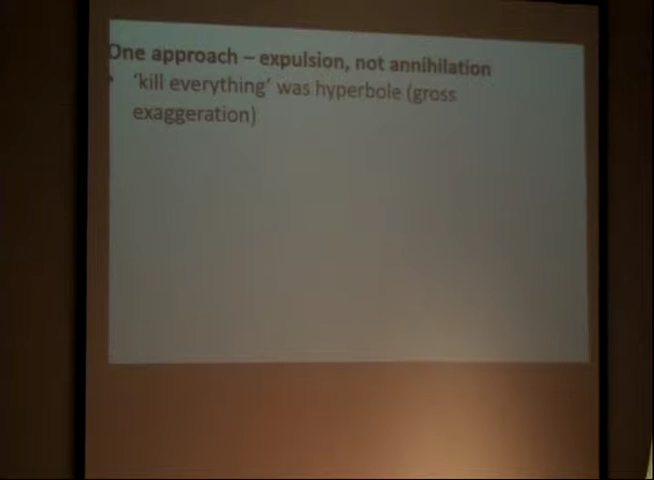 One approach – expulsion, not annihilation
• 'kill everything' was hyperbole (gross
exaggeration)